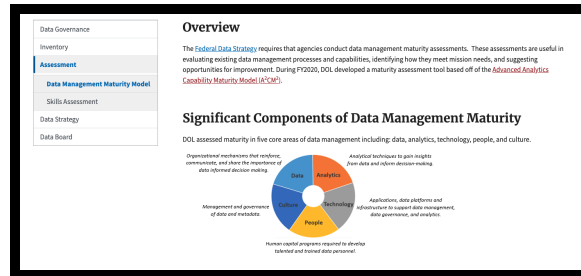 Data Governance
Inventory
Assessment
Data Management Maturity Model
Skills Assessment
Data Strategy
Data Board
Overview
The Federal Data Strategy requires that agencies conduct data management maturity assessments. These assessments are useful in
evaluating existing data management processes and capabilities, identifying how they meet mission needs, and suggesting
opportunities for improvement. During FY2020, DOL developed a maturity assessment tool based off of the Advanced Analytics
Capability Maturity Model (A²CM²).
Significant Components of Data Management Maturity
DOL assessed maturity in five core areas of data management including: data, analytics, technology, people, and culture.
Organizational mechanisms that reinforce,
communicate, and share the importance of
data informed decision making.
Analytical techniques to gain insights
from data and inform decision-making.
Data
Analytics
Culture
Technology
People
Management and governance
of data and metadata.
Applications, data platforms and
infrastructure to support data management,
data governance, and analytics.
Human capital programs required to develop
talented and trained data personnel.